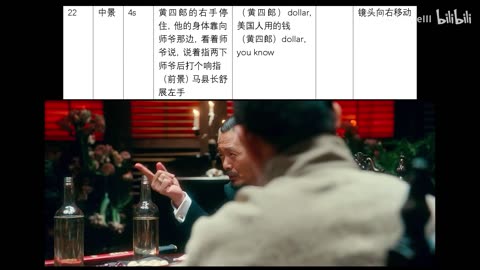 22
中景
4s
黄四郎的右手停
住，他的身体靠向
师爷那边，看着师
爷说，说着指两下
师爷后打个响指
（前景）马县长舒
展左手
（黄四郎）dollar,
美国人用的钱
（黄四郎）dollar,
you know
镜头向右移动
eIII
bilibili